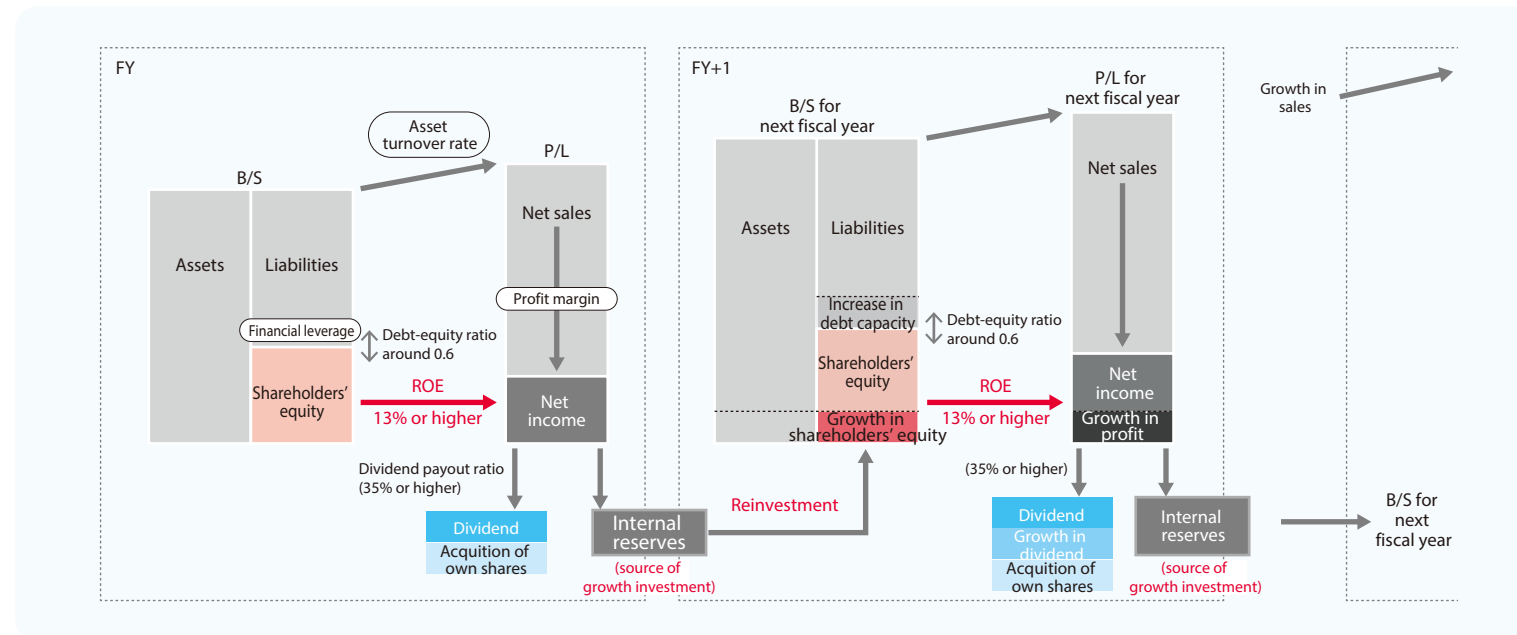 FY
B/S
Assets
Liabilities
Financial leverage
Shareholders'
equity
Asset
turnover rate
Debt-equity ratio
around 0.6
ROE
13% or higher
P/L
Net sales
Profit margin
Net
income
Dividend payout ratio
(35% or higher)
Dividend
Acquition of
own shares
Internal
reserves
(source of
growth investment)
Reinvestment
FY+1
B/S for
next fiscal year
Assets
Liabilities
Increase in
debt capacity
Shareholders'
equity
Growth in
shareholders' equity
Debt-equity ratio
around 0.6
ROE
13% or higher
P/L for
next fiscal year
Net sales
Net
income
Growth in
profit
(35% or higher)
Dividend
Growth in
dividend
Acquition of
own shares
Internal
reserves
(source of
growth investment)
Growth in
sales
B/S for
next
fiscal year